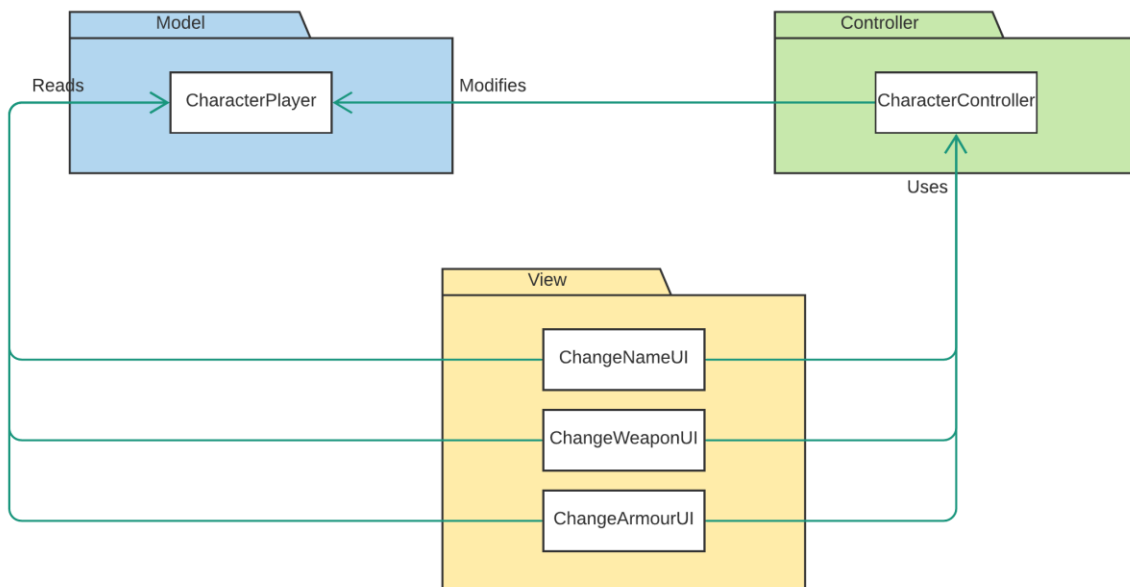 Model
Controller
Reads
CharacterPlayer
Modifies
CharacterController
Uses
View
ChangeNameUI
ChangeWeaponUI
ChangeArmourUI